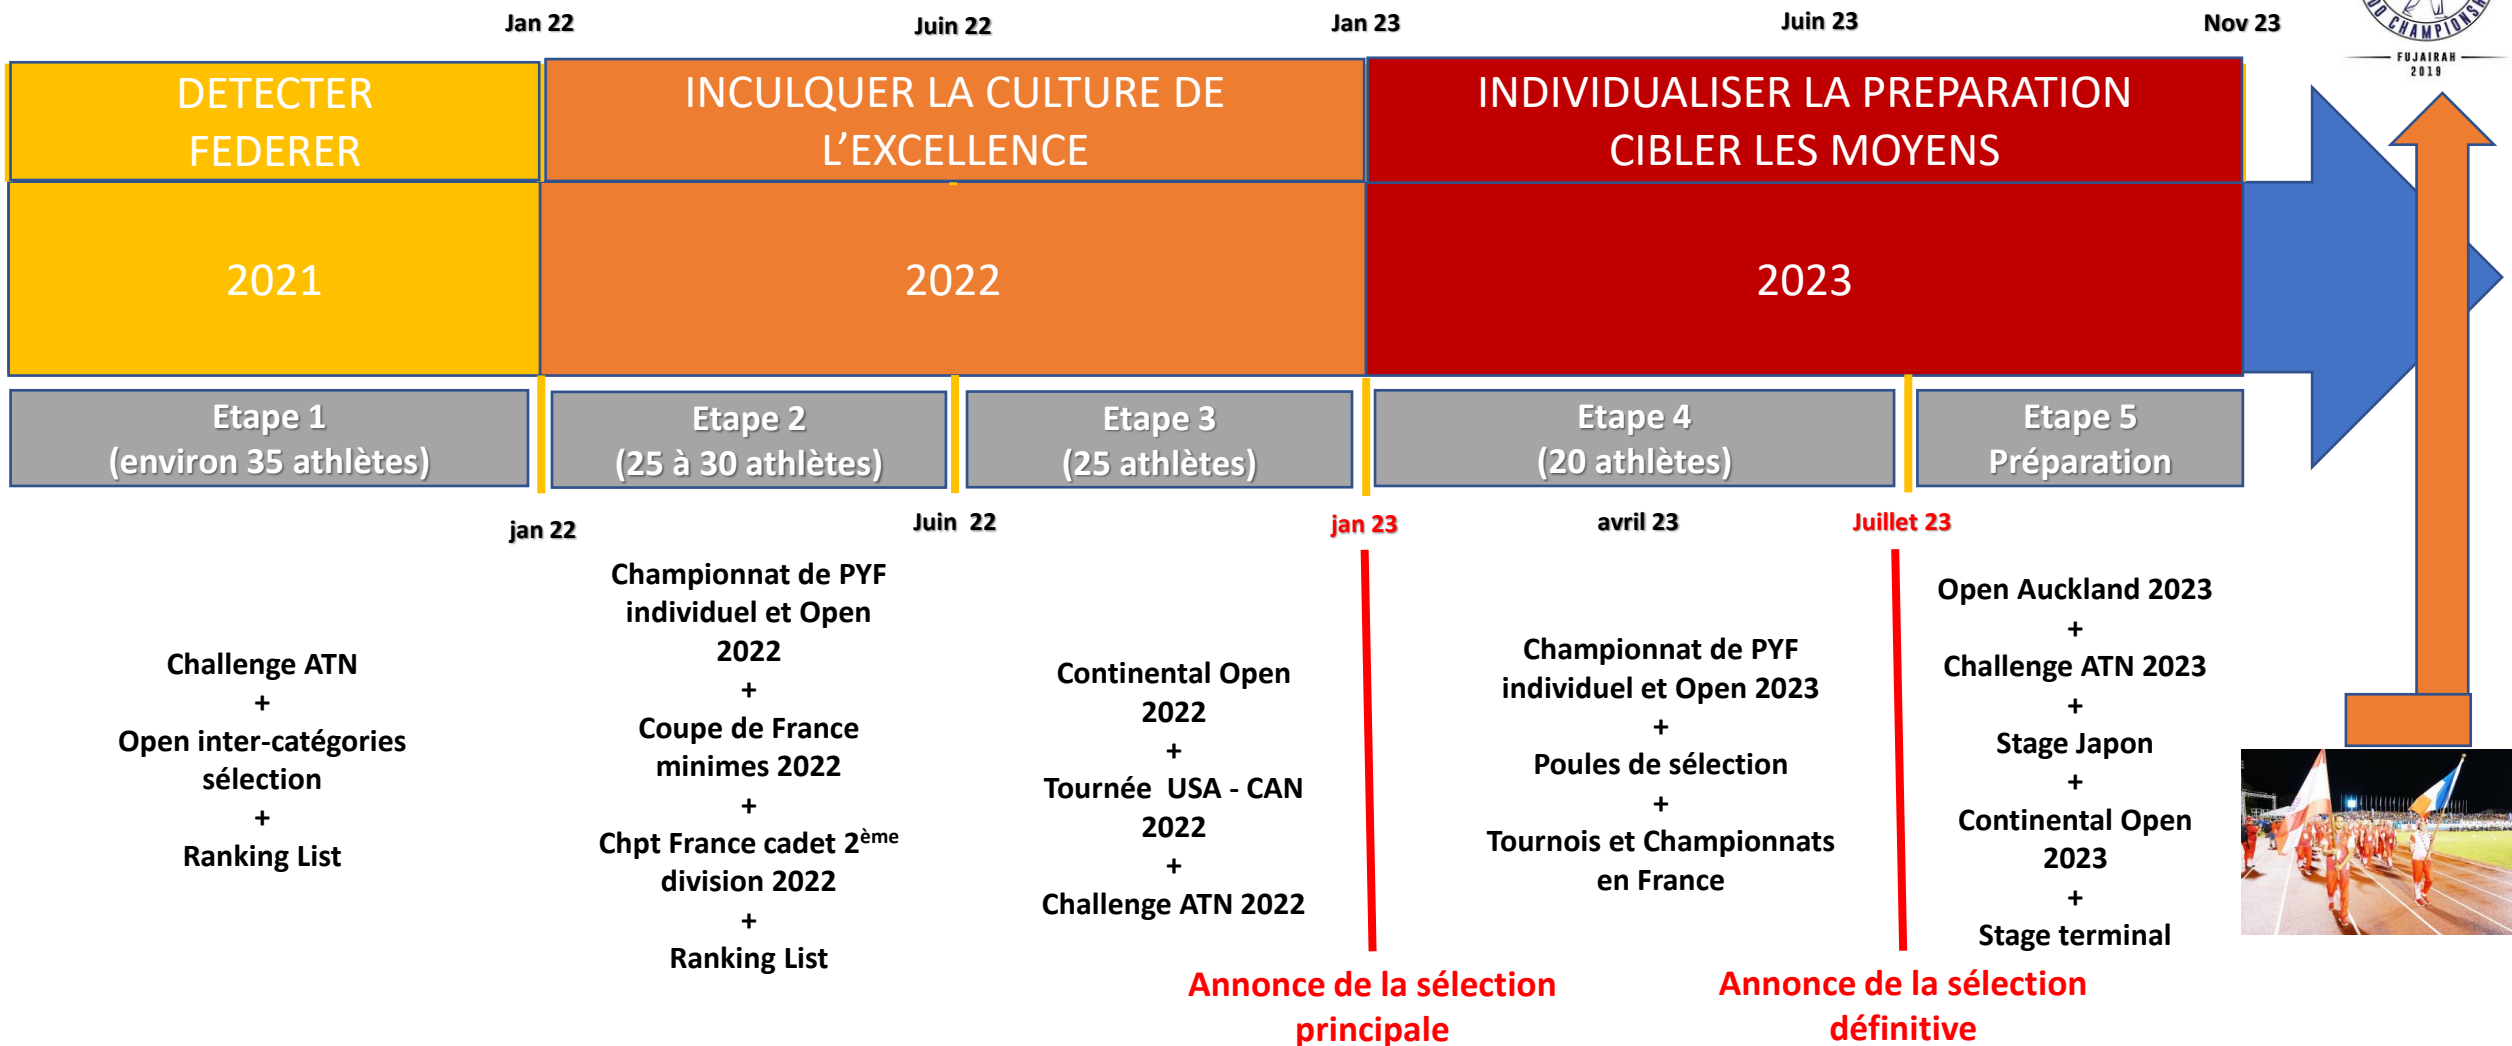 Jan 22
Juin 22
Jan 23
Juin 23
Nov 23
CHAMPIONSH
FUJAIRAH
2019
DETECTER
FEDERER
INCULQUER LA CULTURE DE
L’EXCELLENCE
INDIVIDUALISER LA PREPARATION
CIBLER LES MOYENS
2021
2022
2023
Etape 1
(environ 35 athlètes)
Etape 2
(25 à 30 athlètes)
Etape 3
(25 athlètes)
Etape 4
(20 athlètes)
Etape 5
Préparation
jan 22
Juin 22
jan 23
avril 23
Juillet 23
Challenge ATN
+
Open inter-catégories
sélection
+
Ranking List
Championnat de PYF
individuel et Open
2022
+
Coupe de France
minimes 2022
+
Chpt France cadet 2ème
division 2022
+
Ranking List
Continental Open
2022
+
Tournée USA - CAN
2022
+
Challenge ATN 2022
Annonce de la sélection
principale
Championnat de PYF
individuel et Open 2023
+
Poules de sélection
+
Tournois et Championnats
en France
Annonce de la sélection
définitive
Open Auckland 2023
+
Challenge ATN 2023
+
Stage Japon
+
Continental Open
2023
+
Stage terminal